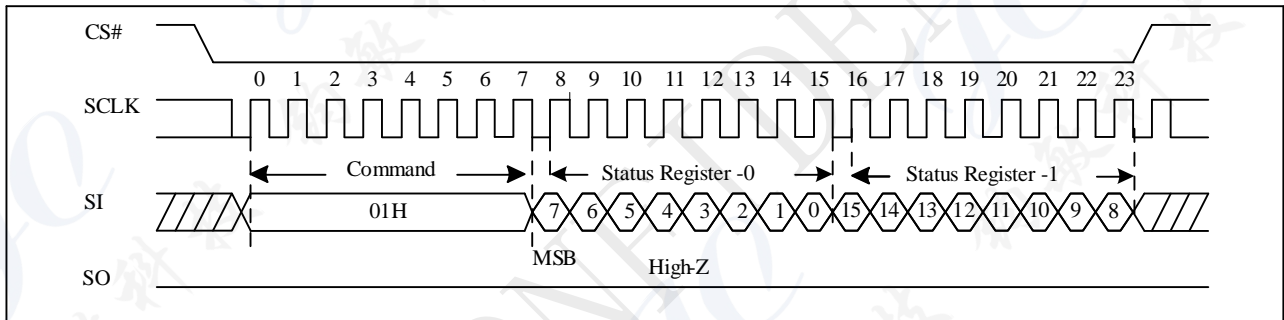 CS#
0 1 2 3 4 5 6 7 8 9 10 11 12 13 14 15 16 17 18 19 20 21 22 23
SCLK
Command Status Register -0 Status Register -1
SI 01H 7 6 5 4 3 2 1 0 15 14 13 12 11 10 9 8
MSB High-Z
SO